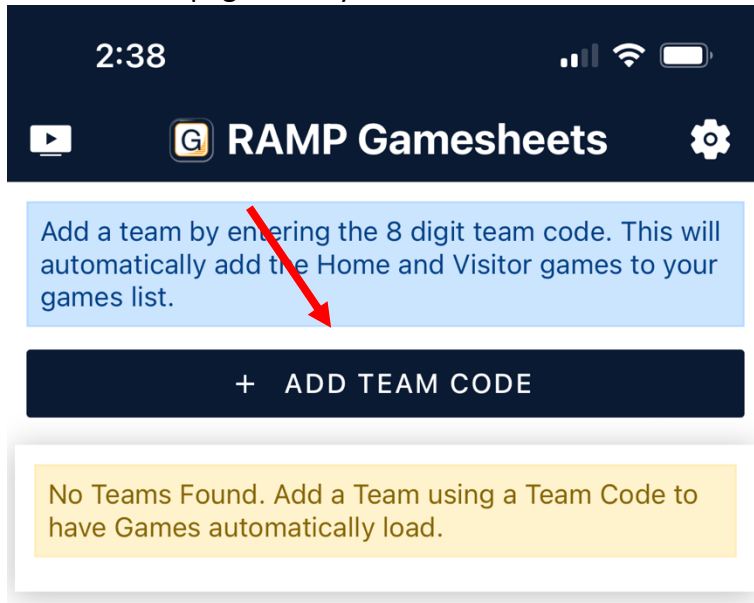 2:38
G RAMP Gamesheets
Add a team by entering the 8 digit team code. This will
automatically add the Home and Visitor games to your
games list.
+ ADD TEAM CODE
No Teams Found. Add a Team using a Team Code to
have Games automatically load.